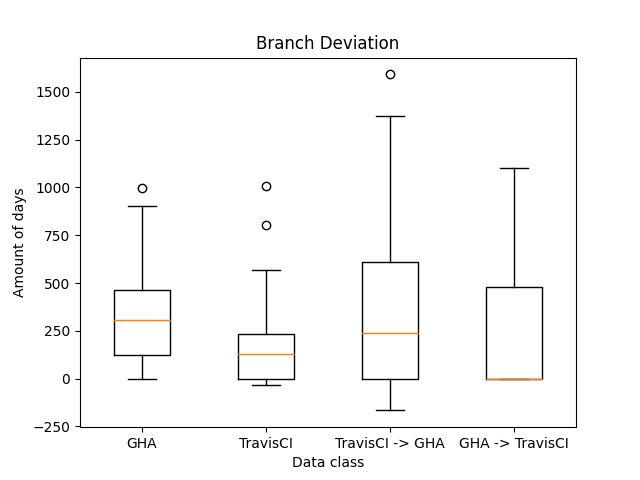 Branch Deviation
Amount of days
1500
1250
1000
750
500
250
0
−250
GHA
TravisCI
TravisCI -> GHA
GHA -> TravisCI
Data class